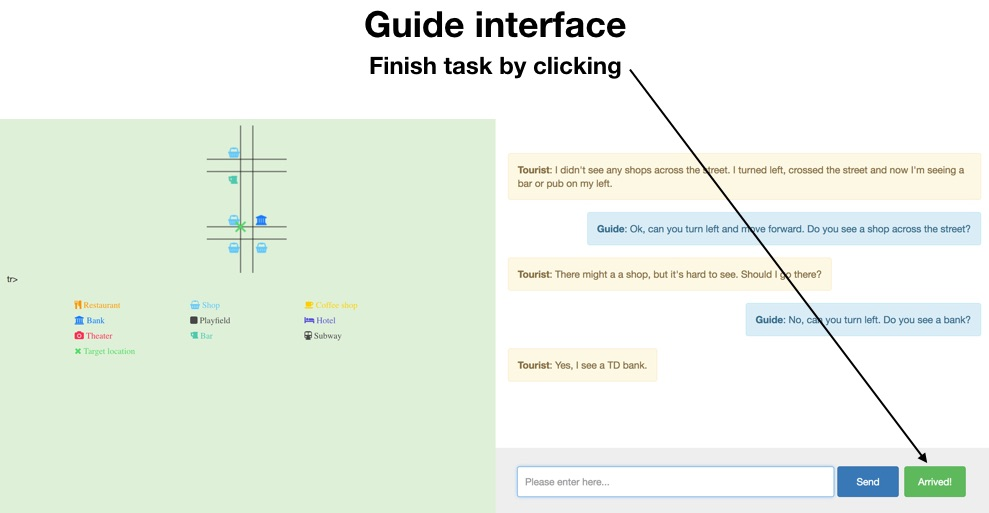 Guide interface
Finish task by clicking
tr>
Restaurant Shop Coffee shop
Bank Playfield Hotel
Theater Bar Subway
Target location
Tourist: I didn't see any shops across the street. I turned left, crossed the street and now I'm seeing a
bar or pub on my left.
Guide: Ok, can you turn left and move forward. Do you see a shop across the street?
Tourist: There might a a shop, but it's hard to see. Should I go there?
Guide: No, can you turn left. Do you see a bank?
Tourist: Yes, I see a TD bank.
Please enter here... Send Arrived!